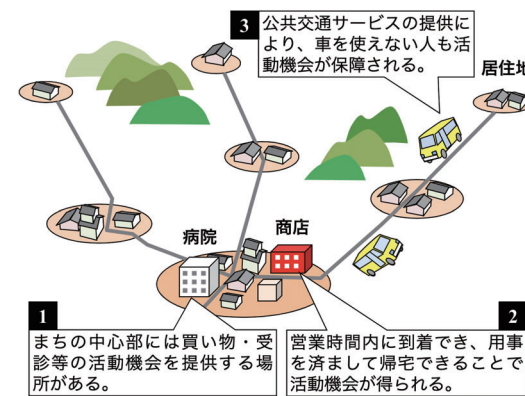 3 公共交通サービスの提供に
より、車を使えない人も活
動機会が保障される。
居住地
病院
商店
1
まちの中心部には買い物・受
診等の活動機会を提供する場
所がある。
2
営業時間内に到着でき、用事
を済まして帰宅できることで
活動機会が得られる。